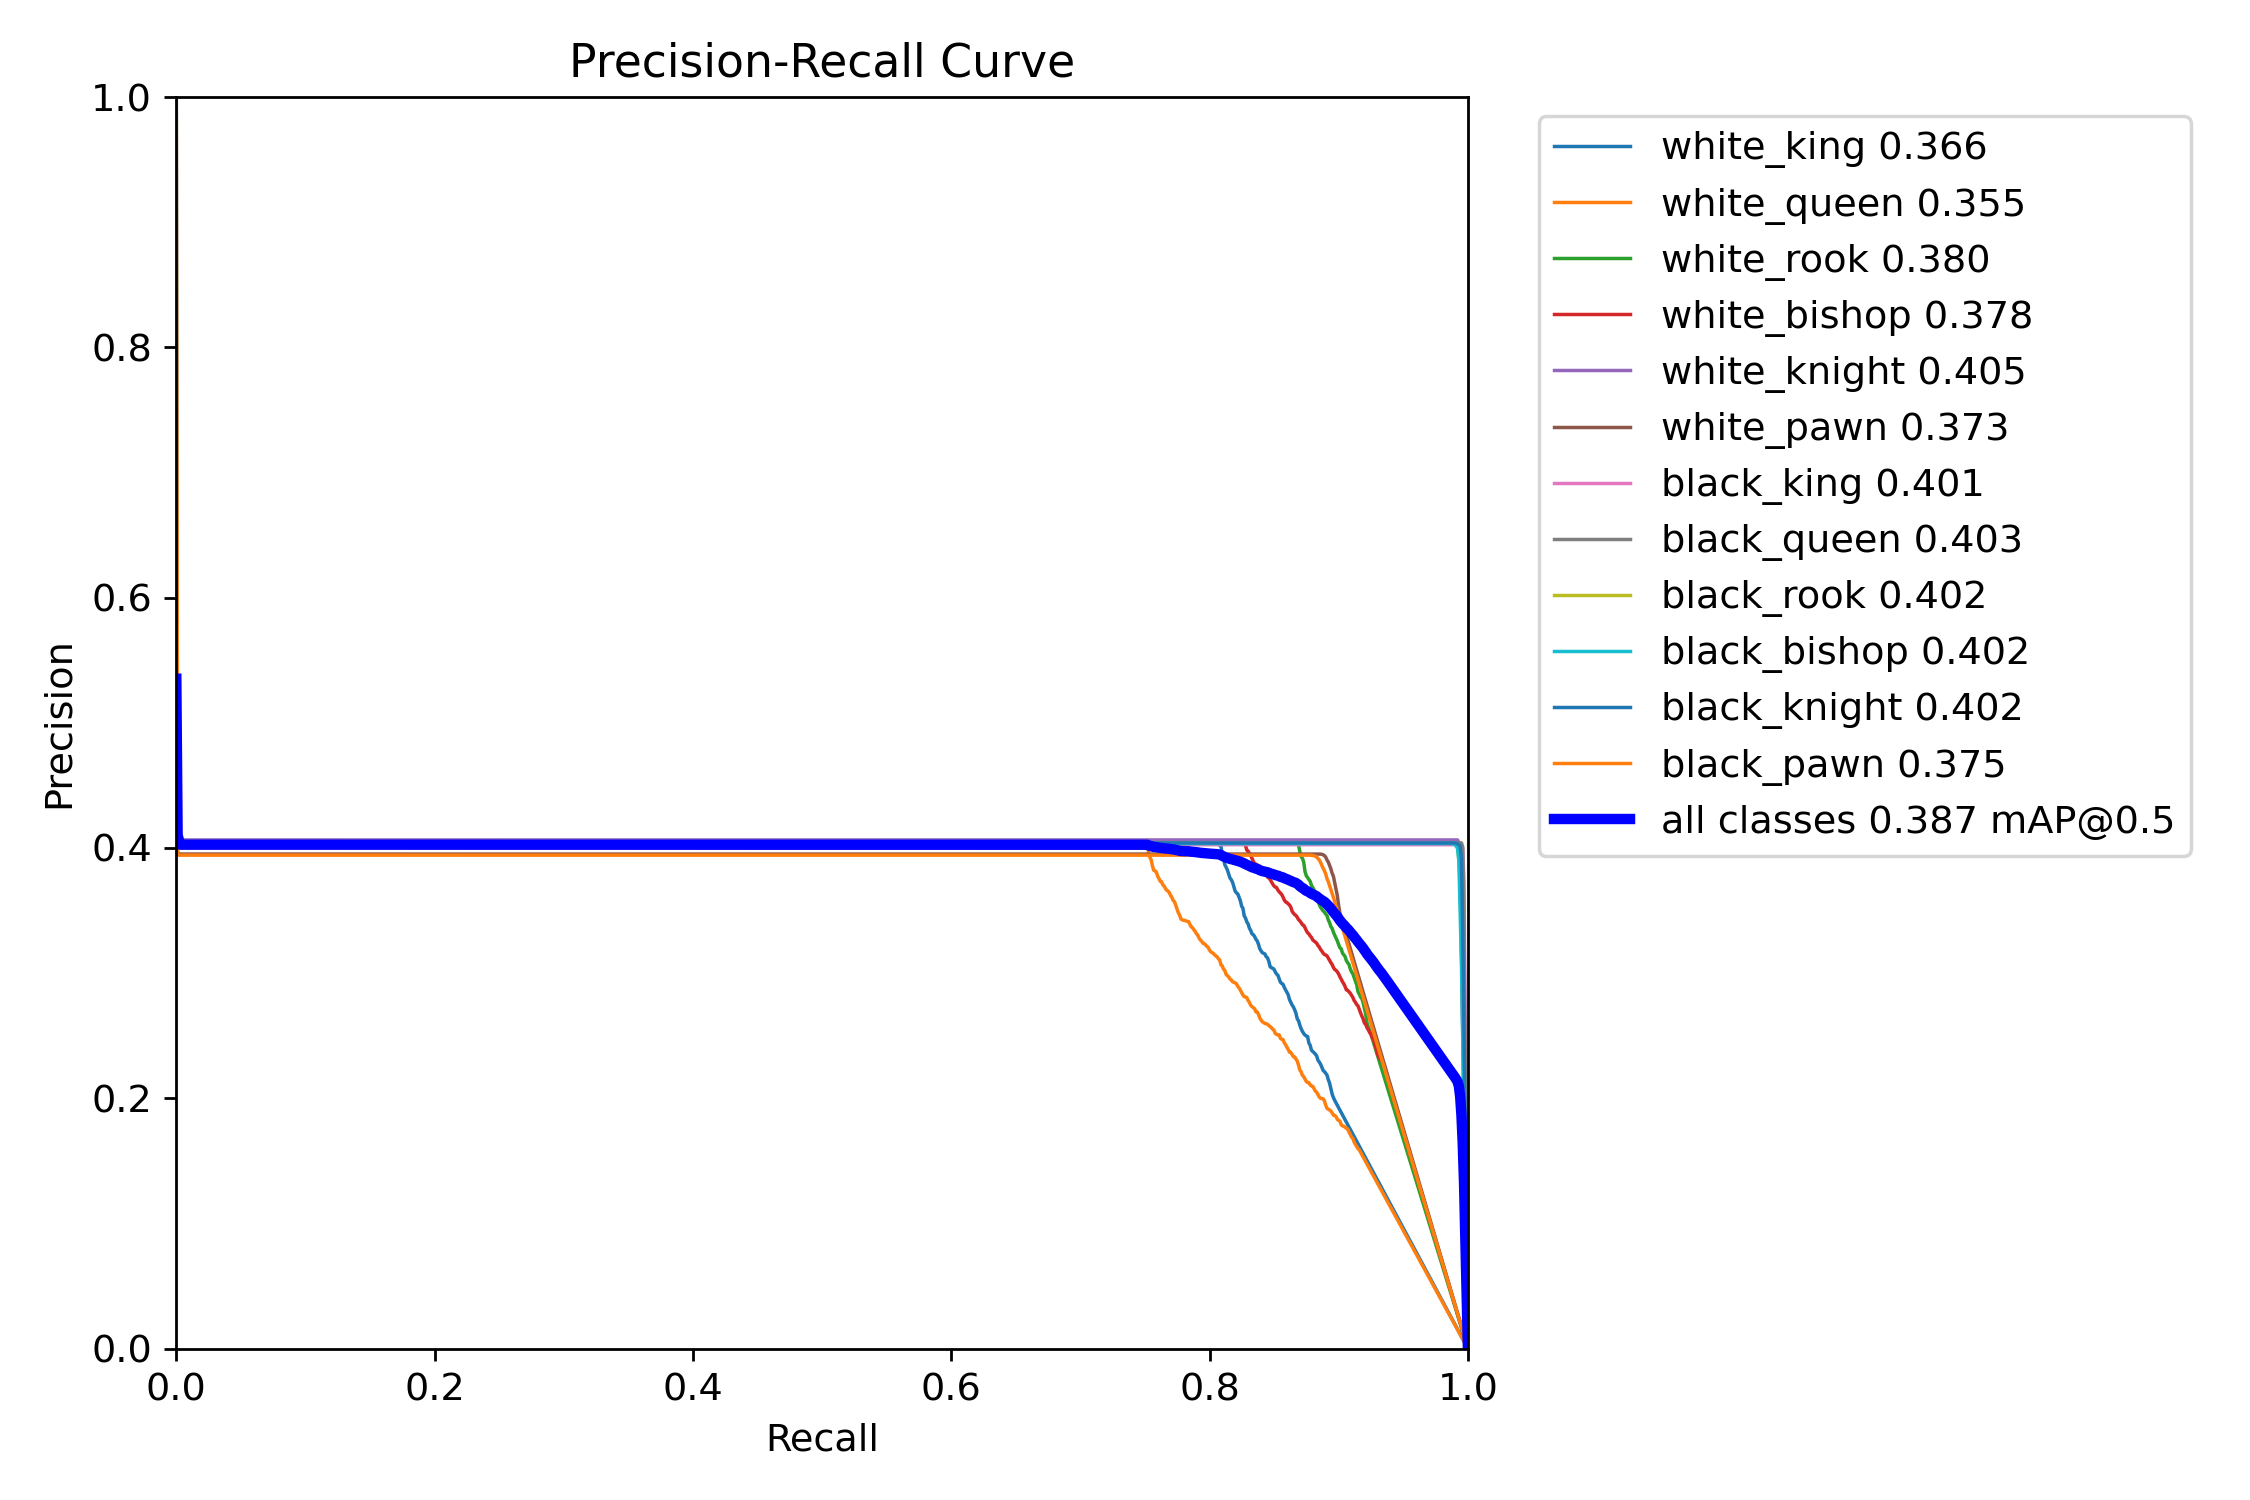 Precision-Recall Curve
1.0
0.8
0.6
0.4
0.2
0.0
Precision
0.0 0.2 0.4 0.6 0.8 1.0
Recall
white_king 0.366
white_queen 0.355
white_rook 0.380
white_bishop 0.378
white_knight 0.405
white_pawn 0.373
black_king 0.401
black_queen 0.403
black_rook 0.402
black_bishop 0.402
black_knight 0.402
black_pawn 0.375
all classes 0.387 mAP@0.5